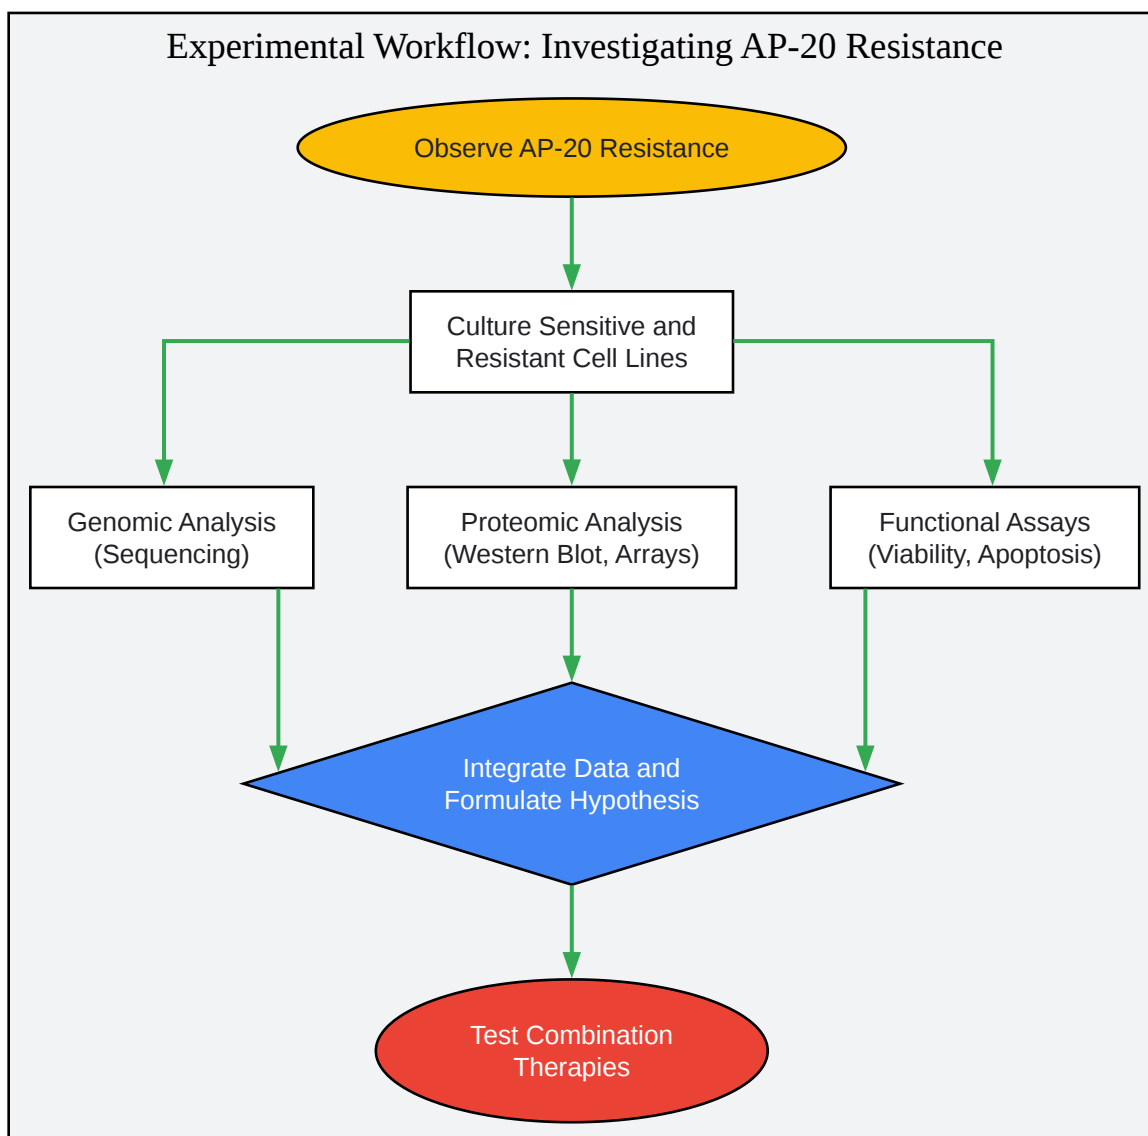 Experimental Workflow: Investigating AP-20 Resistance
Observe AP-20 Resistance
Culture Sensitive and
Resistant Cell Lines
Genomic Analysis
(Sequencing)
Proteomic Analysis
(Western Blot, Arrays)
Functional Assays
(Viability, Apoptosis)
Integrate Data and
Formulate Hypothesis
Test Combination
Therapies